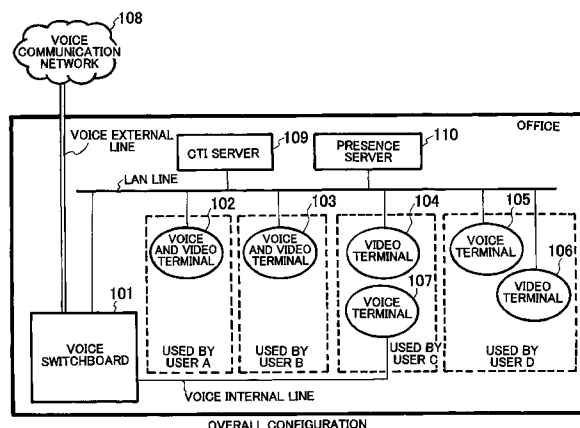 108
VOICE
COMMUNICATION
NETWORK
OFFICE
VOICE EXTERNAL
LINE
109
CTI SERVER
110
PRESENCE
SERVER
LAN LINE
102
VOICE
AND VIDEO
TERMINAL
USED BY
USER A
103
VOICE
AND VIDEO
TERMINAL
USED BY
USER B
104
VIDEO
TERMINAL
107
VOICE
TERMINAL
USED BY
USER C
105
VOICE
TERMINAL
106
VIDEO
TERMINAL
USED BY
USER D
101
VOICE
SWITCHBOARD
VOICE INTERNAL LINE
OVERALL CONFIGURATION